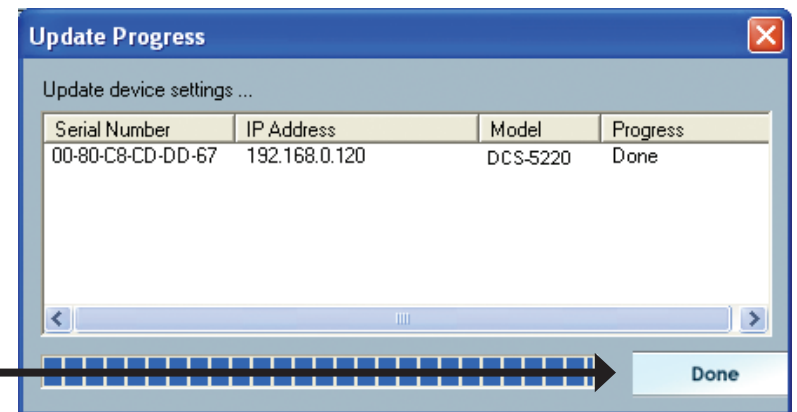 Update Progress
Update device settings ...
Serial Number IP Address Model Progress
00-80-C8-CD-DD-67 192.168.0.120 DCS-5220 Done
Done